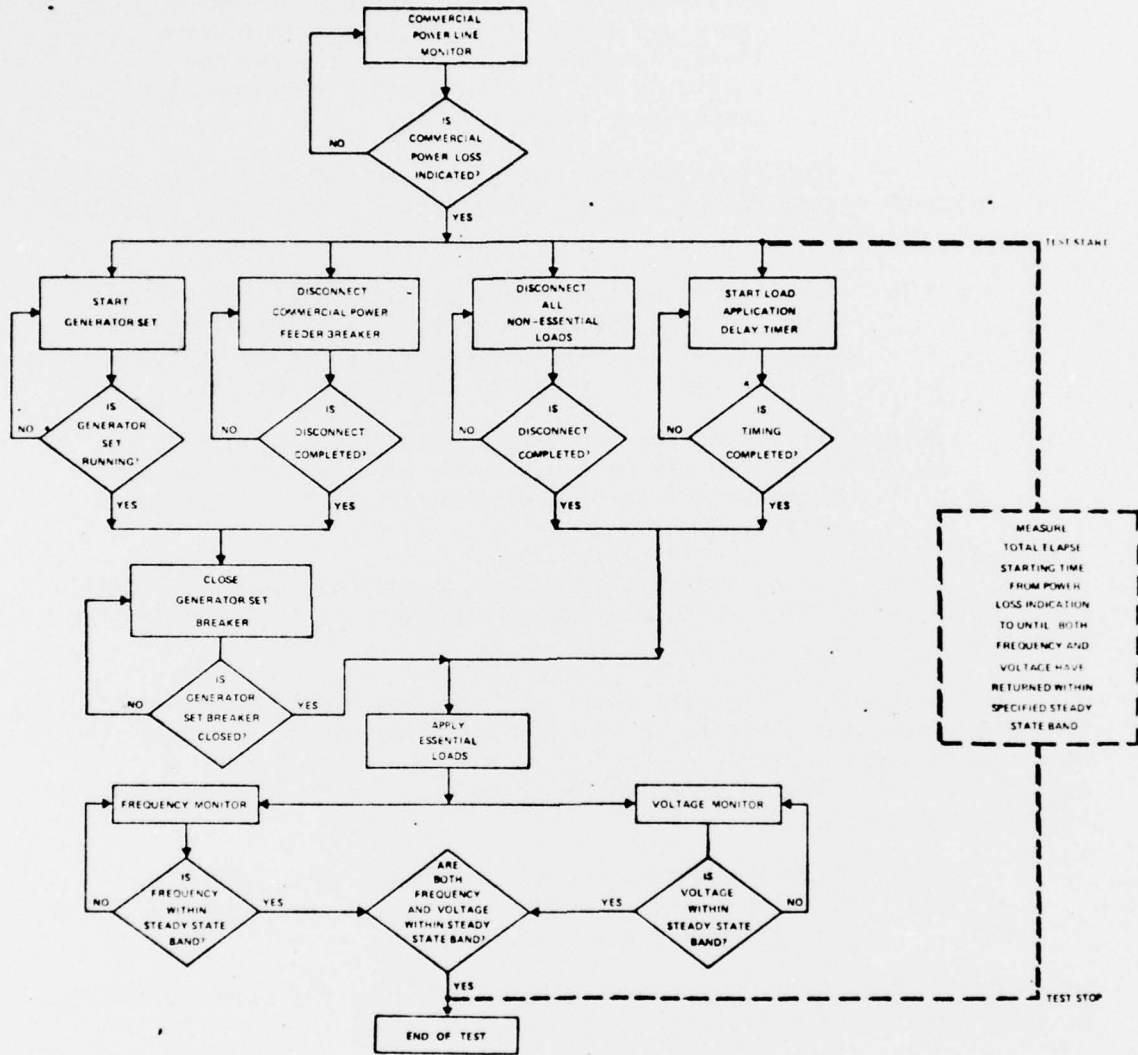 COMMERCIAL
POWER LINE
MONITOR
IS
COMMERCIAL
POWER LOSS
INDICATED?
NO
YES
TEST START
START
GENERATOR SET
DISCONNECT
COMMERCIAL POWER
FEEDER BREAKER
DISCONNECT
ALL
NON-ESSENTIAL
LOADS
START LOAD
APPLICATION
DELAY TIMER
IS
GENERATOR
SET
RUNNING?
NO
YES
IS
DISCONNECT
COMPLETED?
NO
YES
IS
DISCONNECT
COMPLETED?
NO
YES
IS
TIMING
COMPLETED?
NO
YES
MEASURE
TOTAL ELAPSE
STARTING TIME
FROM POWER
LOSS INDICATION
TO UNTIL BOTH
FREQUENCY AND
VOLTAGE HAVE
RETURNED WITHIN
SPECIFIED STEADY
STATE BAND
CLOSE
GENERATOR SET
BREAKER
IS
GENERATOR
SET BREAKER
CLOSED?
NO
YES
APPLY
ESSENTIAL
LOADS
FREQUENCY MONITOR
VOLTAGE MONITOR
IS
FREQUENCY
WITHIN
STEADY STATE
BAND?
NO
YES
ARE
BOTH
FREQUENCY
AND VOLTAGE
WITHIN STEADY
STATE BAND?
YES
IS
VOLTAGE
WITHIN
STEADY STATE
BAND?
YES
NO
TEST STOP
END OF TEST